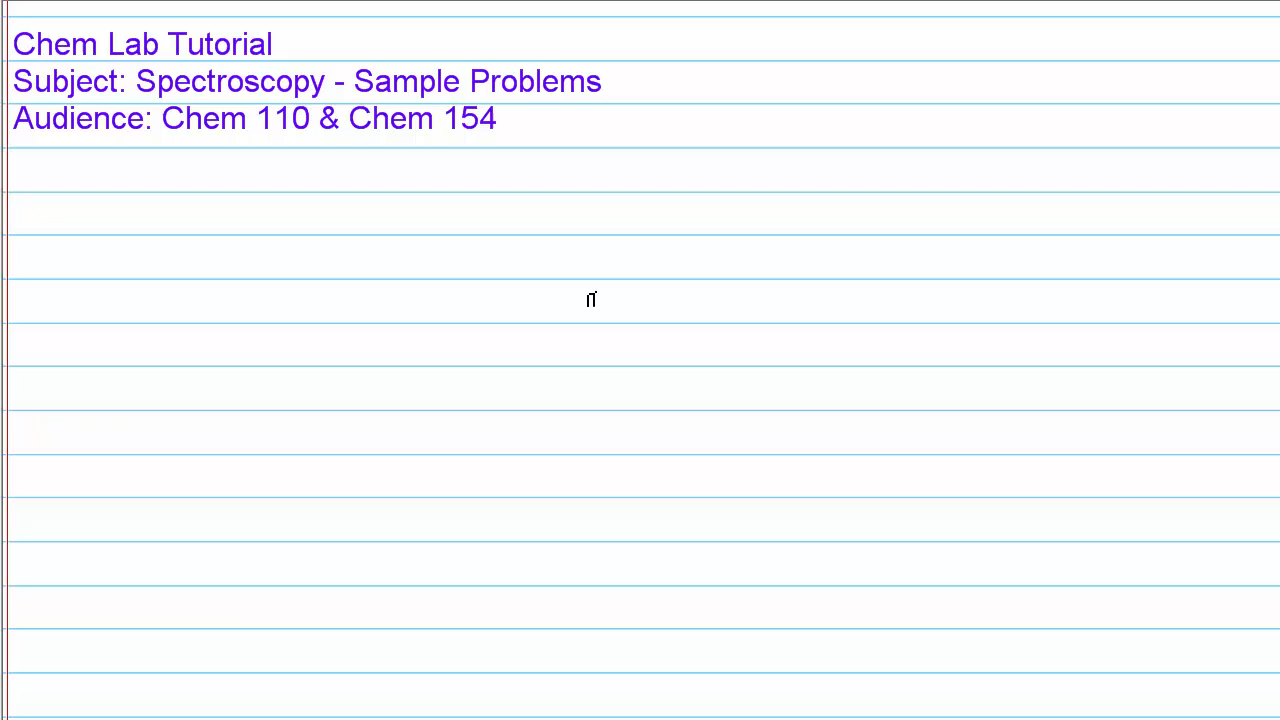 Chem Lab Tutorial
Subject: Spectroscopy - Sample Problems
Audience: Chem 110 & Chem 154